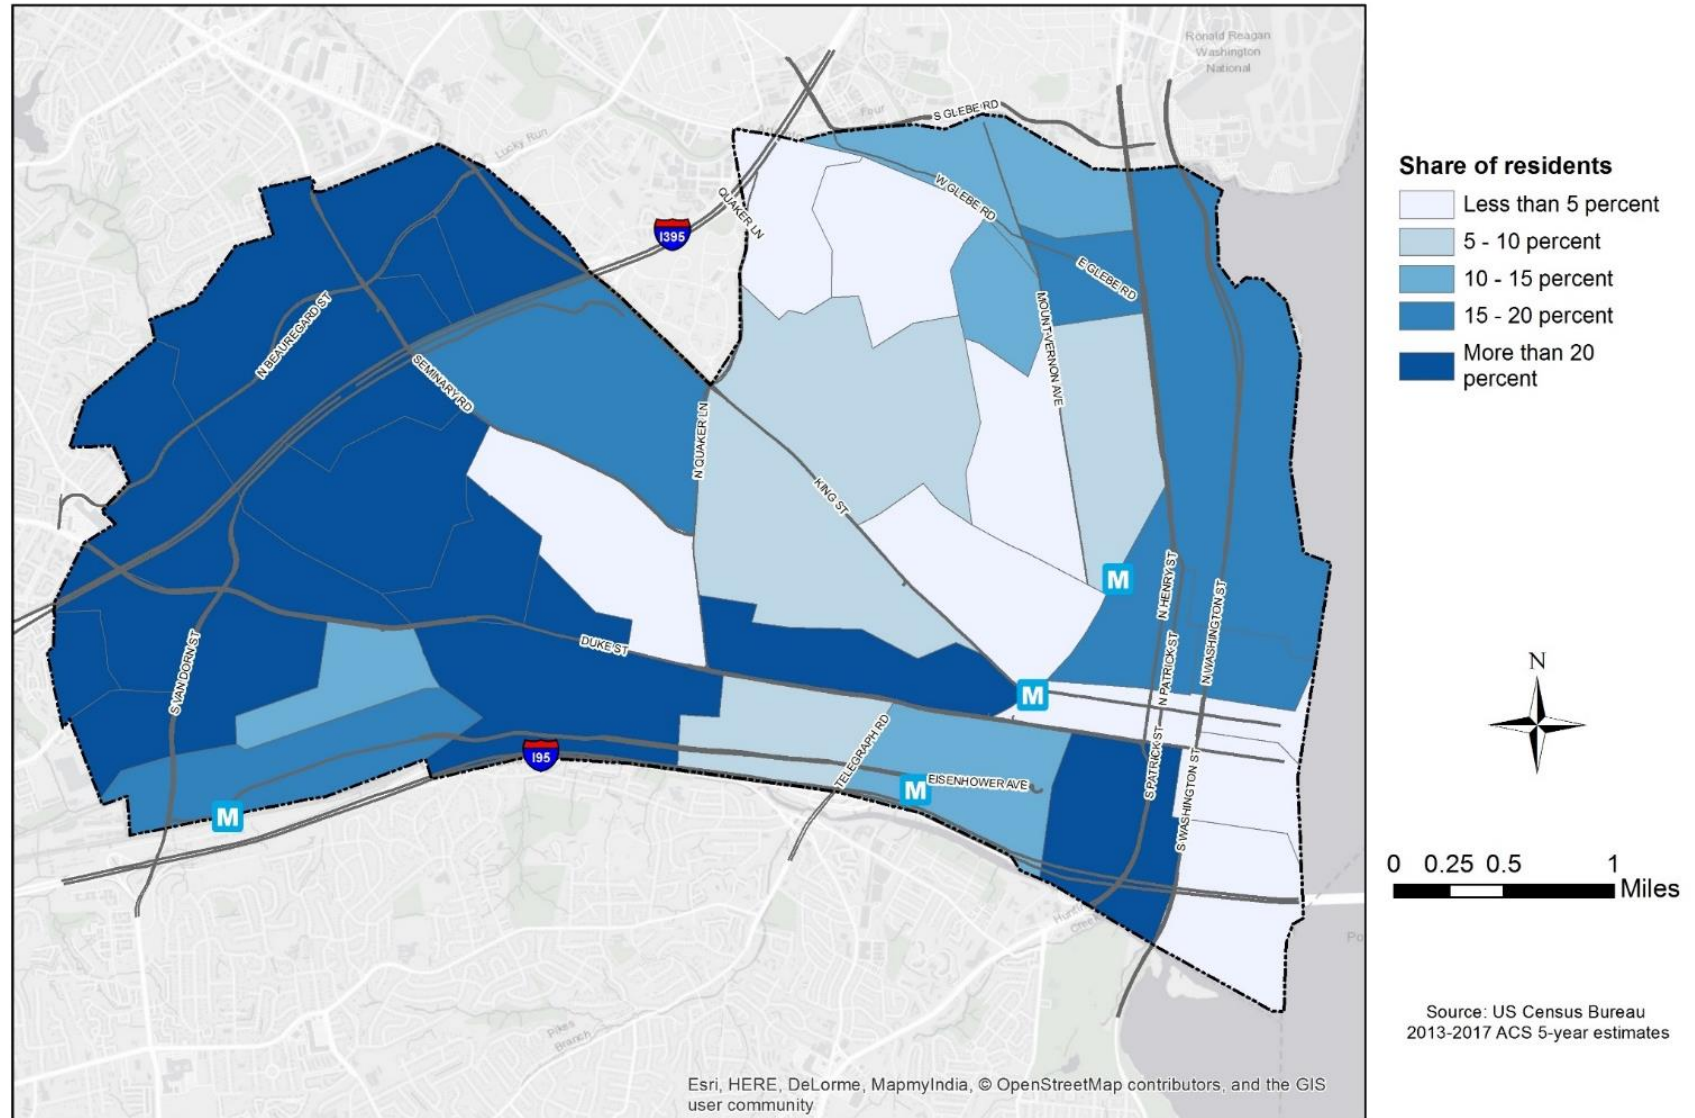 Ronald Reagan
Washington
National
S GLEBE RD
Four
Lucky Run
W GLEBE RD
QUAKER LN
I395
E GLEBE RD
N BEAUREGARD ST
MOUNT VERNON AVE
SEMINARY RD
N QUAKER LN
KING ST
M
N HENRY ST
N WASHINGTON ST
DUKE ST
N PATRICK ST
S VAN DORN ST
M
TELEGRAPH RD
I95
S PATRICK ST
S WASHINGTON ST
EISENHOWER AVE
M
M
Creek
Po
Branch
Esri, HERE, DeLorme, MapmyIndia, © OpenStreetMap contributors, and the GIS
user community
Share of residents
Less than 5 percent
5 - 10 percent
10 - 15 percent
15 - 20 percent
More than 20
percent
N
0 0.25 0.5 1
Miles
Source: US Census Bureau
2013-2017 ACS 5-year estimates